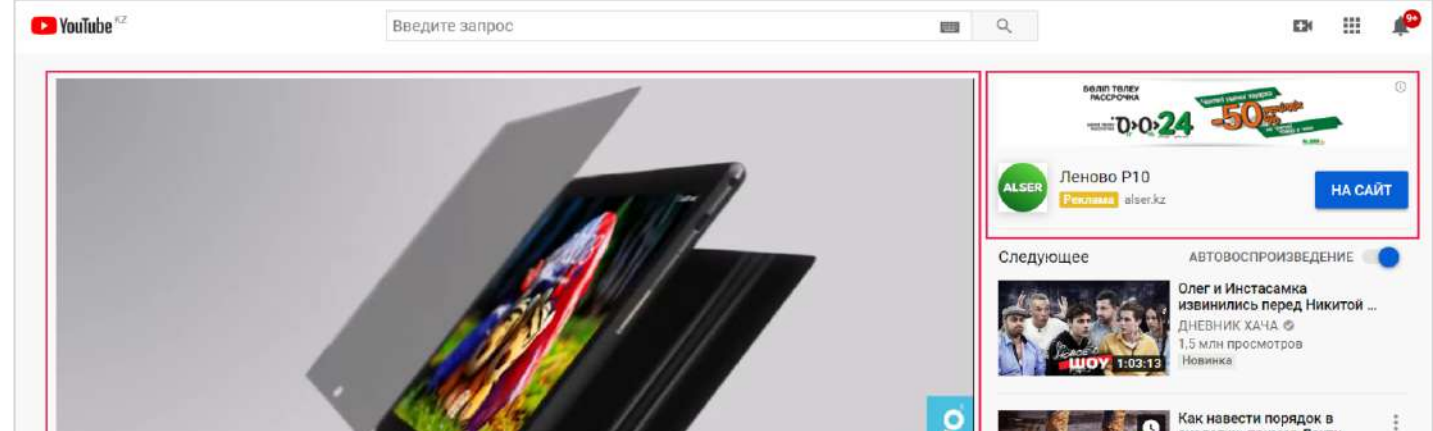 YouTube KZ
Введите запрос
9+
БӨЛІП ТӨЛЕУ
РАССРОЧКА
0›0›24
-50%
ALSER
Леново P10
Реклама alser.kz
НА САЙТ
Следующее
АВТОВОСПРОИЗВЕДЕНИЕ
Олег и Инстасамка
извинились перед Никитой ...
ДНЕВНИК ХАЧА
1,5 млн просмотров
Новинка
ШОУ 1:03:13
Как навести порядок в